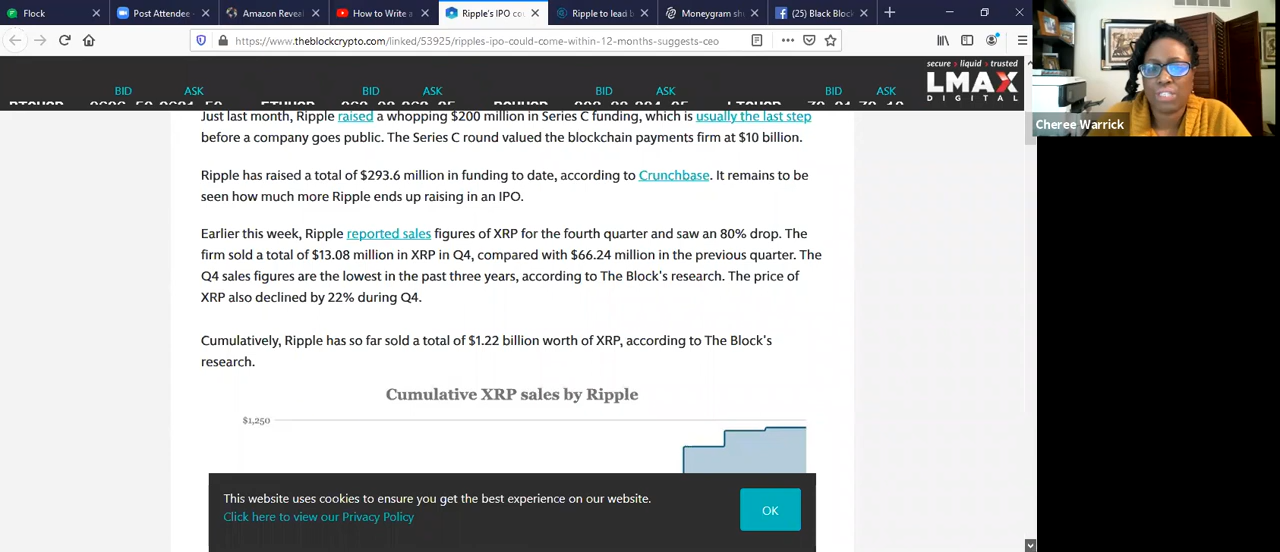 Flock
Post Attendee -
Amazon Reveal
How to Write a
Ripple's IPO cou
Ripple to lead b
Moneygram sh
(25) Black Bloc
https://www.theblockcrypto.com/linked/53925/ripples-ipo-could-come-within-12-months-suggests-ceo
secure › liquid › trusted
LMAX
DIGITAL
BID ASK BID ASK BID ASK BID ASK
Just last month, Ripple raised a whopping $200 million in Series C funding, which is usually the last step
before a company goes public. The Series C round valued the blockchain payments firm at $10 billion.
Ripple has raised a total of $293.6 million in funding to date, according to Crunchbase. It remains to be
seen how much more Ripple ends up raising in an IPO.
Earlier this week, Ripple reported sales figures of XRP for the fourth quarter and saw an 80% drop. The
firm sold a total of $13.08 million in XRP in Q4, compared with $66.24 million in the previous quarter. The
Q4 sales figures are the lowest in the past three years, according to The Block's research. The price of
XRP also declined by 22% during Q4.
Cumulatively, Ripple has so far sold a total of $1.22 billion worth of XRP, according to The Block's
research.
Cumulative XRP sales by Ripple
$1,250
This website uses cookies to ensure you get the best experience on our website.
Click here to view our Privacy Policy
OK
Cheree Warrick